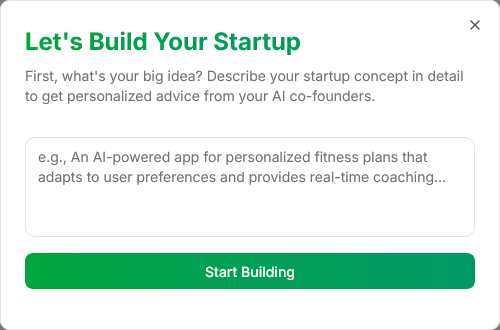 Let's Build Your Startup
First, what's your big idea? Describe your startup concept in detail
to get personalized advice from your AI co-founders.
e.g., An AI-powered app for personalized fitness plans that
adapts to user preferences and provides real-time coaching...
Start Building